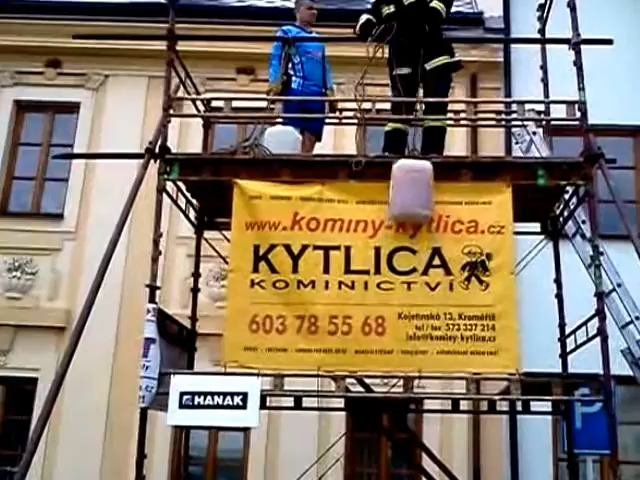 www.kominy-kytlica.cz
KYTLICA
KOMINICTVÍ
603 78 55 68
Kojetínská 13, Kroměříž
tel / fax 573 337 214
info@kominy-kytlica.cz
HANAK
P